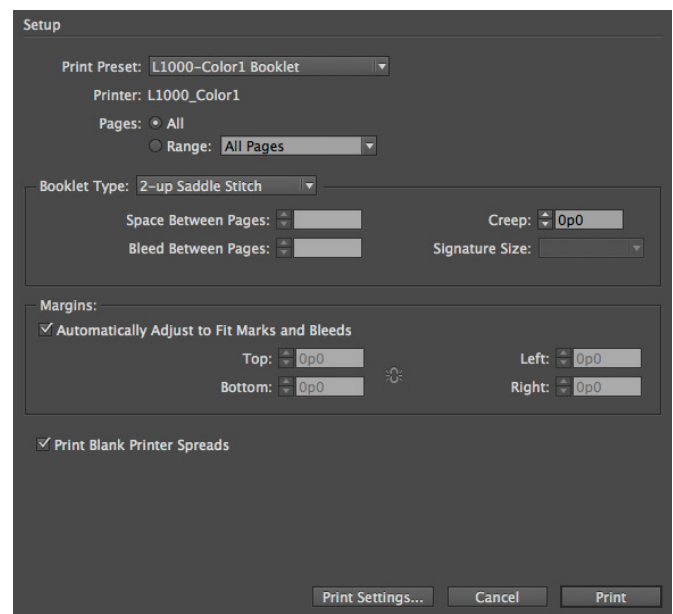 Setup
Print Preset: L1000-Color1 Booklet
Printer: L1000_Color1
Pages: All
Range: All Pages
Booklet Type: 2-up Saddle Stitch
Space Between Pages: Creep: 0p0
Bleed Between Pages: Signature Size:
Margins:
Automatically Adjust to Fit Marks and Bleeds
Top: 0p0 Left: 0p0
Bottom: 0p0 Right: 0p0
Print Blank Printer Spreads
Print Settings... Cancel Print